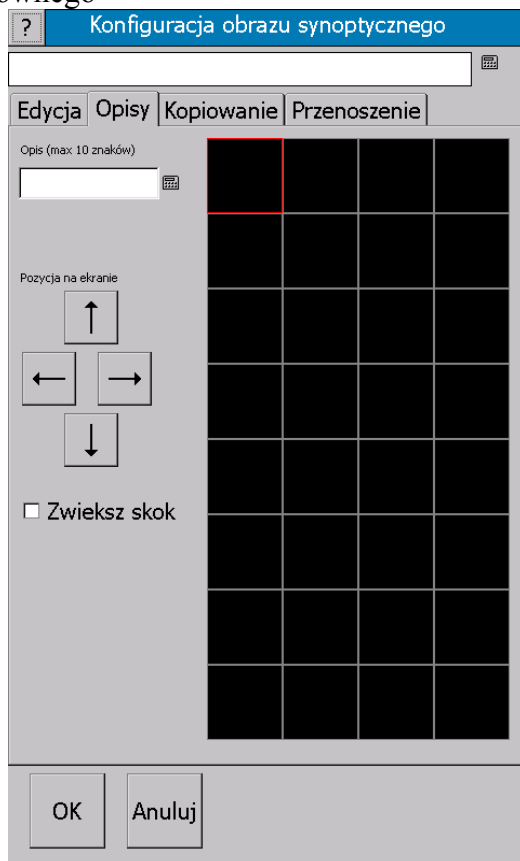 ? Konfiguracja obrazu synoptycznego
Edycja Opisy Kopiowanie Przenoszenie
Opis (max 10 znaków)
Pozycja na ekranie
↑
← →
↓
Zwieksz skok
OK Anuluj